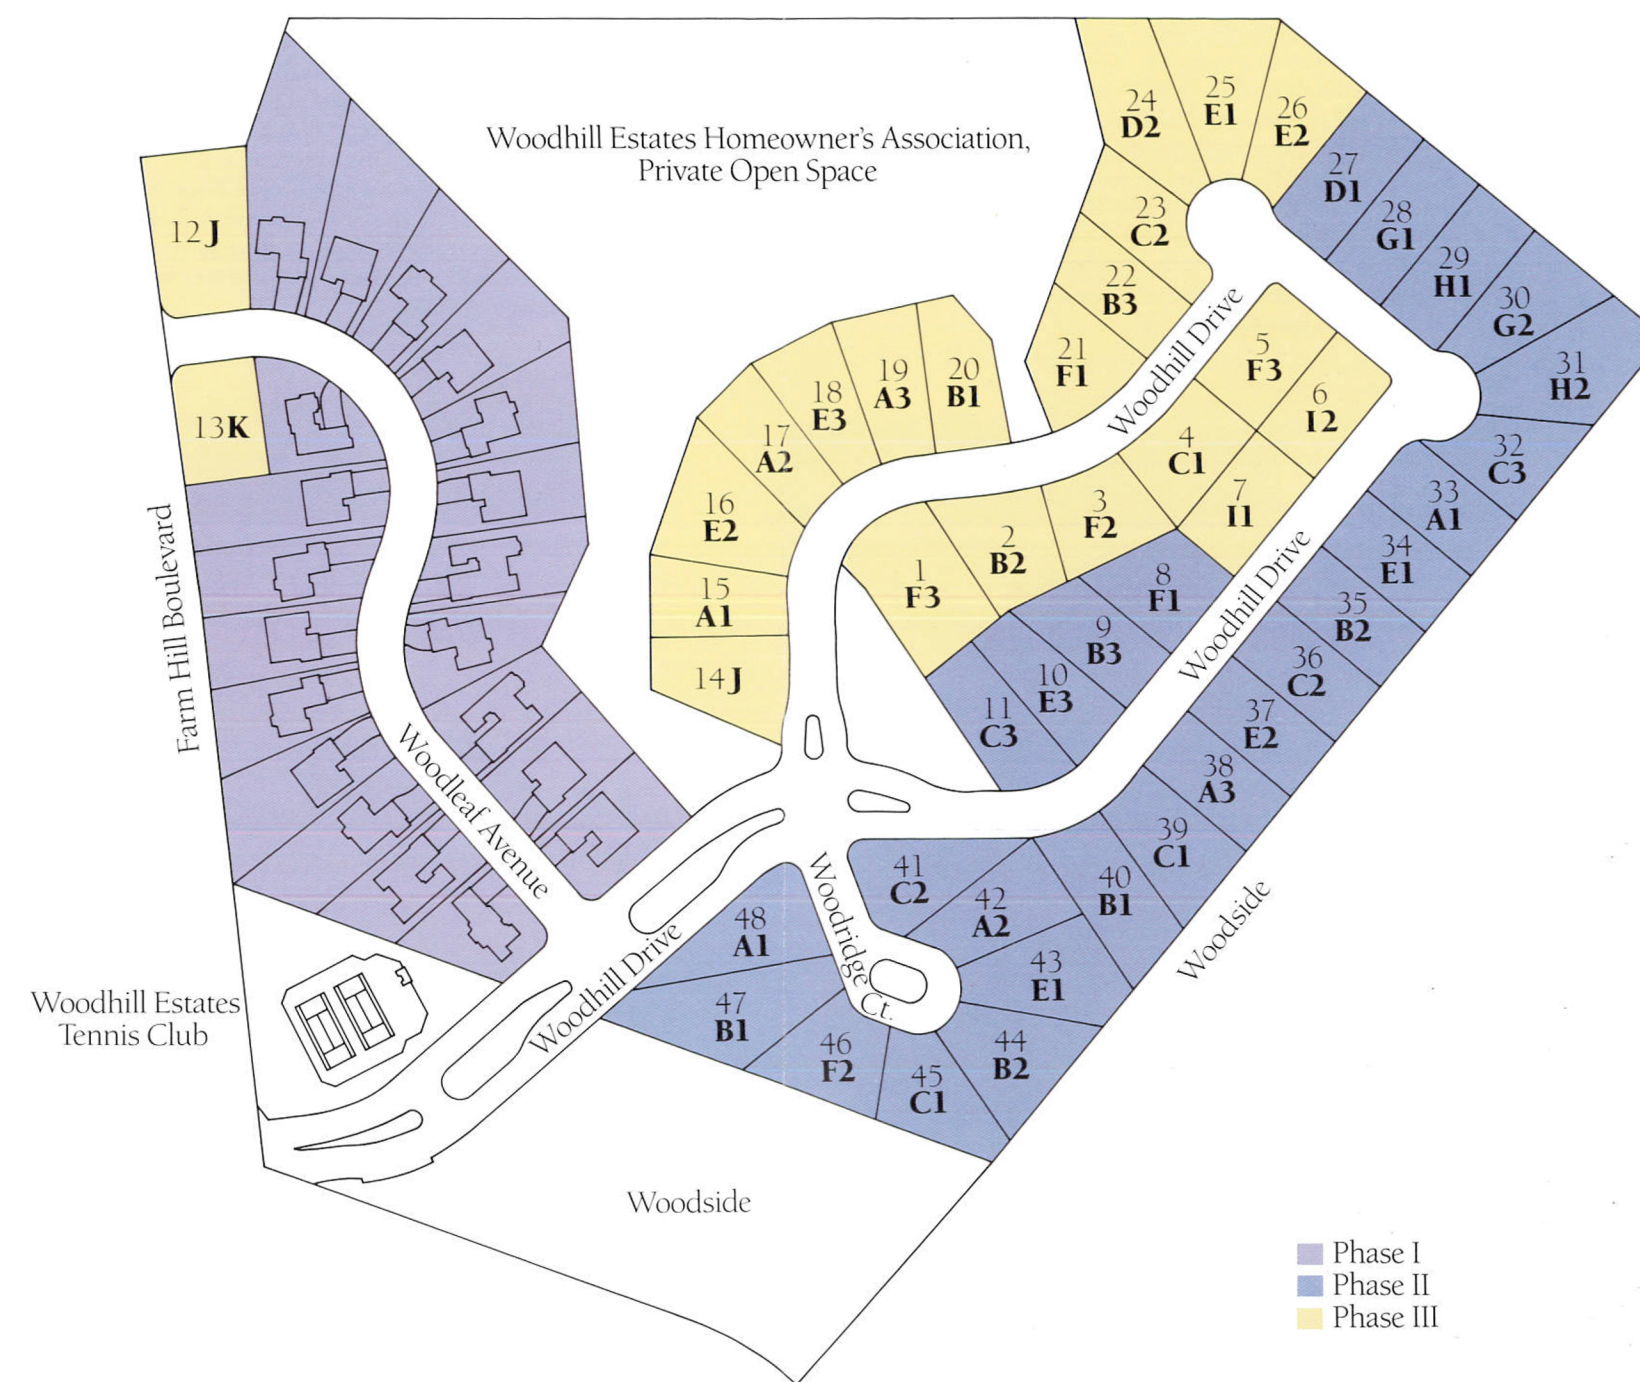 Woodhill Estates Homeowner's Association,
Private Open Space
24
D2
25
E1
26
E2
27
D1
28
G1
29
H1
30
G2
31
H2
23
C2
22
B3
21
F1
12 J
13 K
20
B1
19
A3
18
E3
17
A2
16
E2
15
A1
14 J
Woodhill Drive
5
F3
6
I2
4
C1
7
I1
3
F2
2
B2
1
F3
8
F1
9
B3
10
E3
11
C3
32
C3
33
A1
34
E1
35
B2
36
C2
37
E2
38
A3
39
C1
40
B1
Woodhill Drive
Farm Hill Boulevard
Woodleaf Avenue
41
C2
42
A2
43
E1
44
B2
45
C1
46
F2
47
B1
48
A1
Woodridge Ct.
Woodhill Drive
Woodside
Woodhill Estates
Tennis Club
Woodside
Phase I
Phase II
Phase III